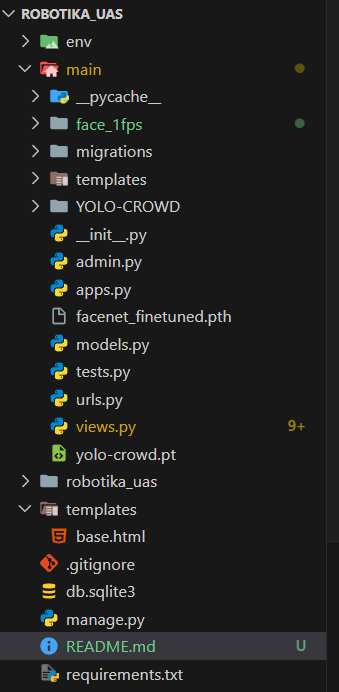 ROBOTIKA_UAS
env
main
__pycache__
face_1fps
migrations
templates
YOLO-CROWD
__init__.py
admin.py
apps.py
facenet_finetuned.pth
models.py
tests.py
urls.py
views.py 9+
yolo-crowd.pt
robotika_uas
templates
base.html
.gitignore
db.sqlite3
manage.py
README.md U
requirements.txt